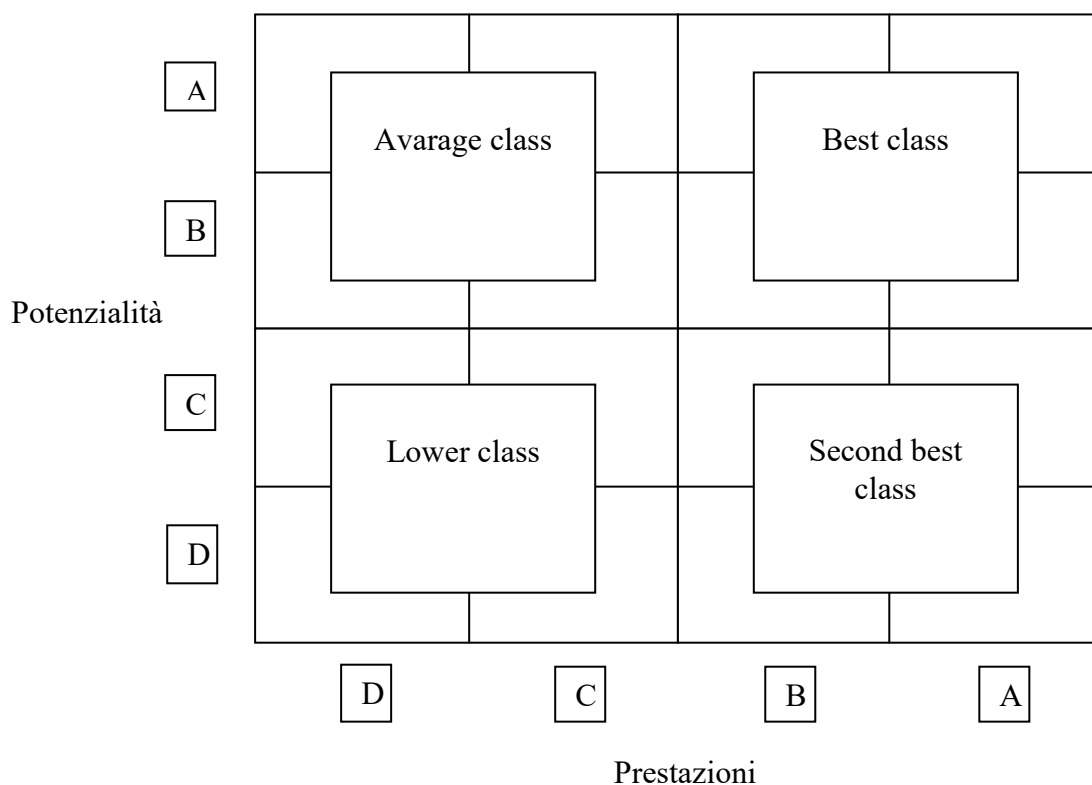 A
Avarage class
Best class
B
Potenzialità
C
Lower class
Second best
class
D
D
C
B
A
Prestazioni